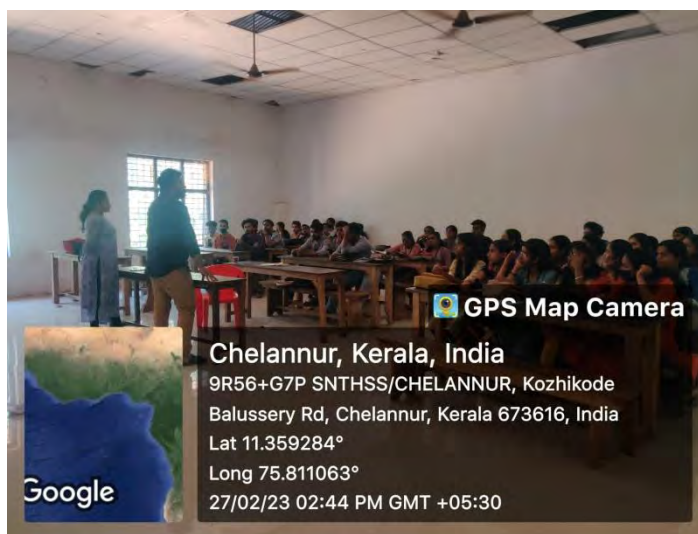 GPS Map Camera
Chelannur, Kerala, India
9R56+G7P SNTHSS/CHELANNUR, Kozhikode
Balussery Rd, Chelannur, Kerala 673616, India
Lat 11.359284°
Long 75.811063°
27/02/23 02:44 PM GMT +05:30
Google